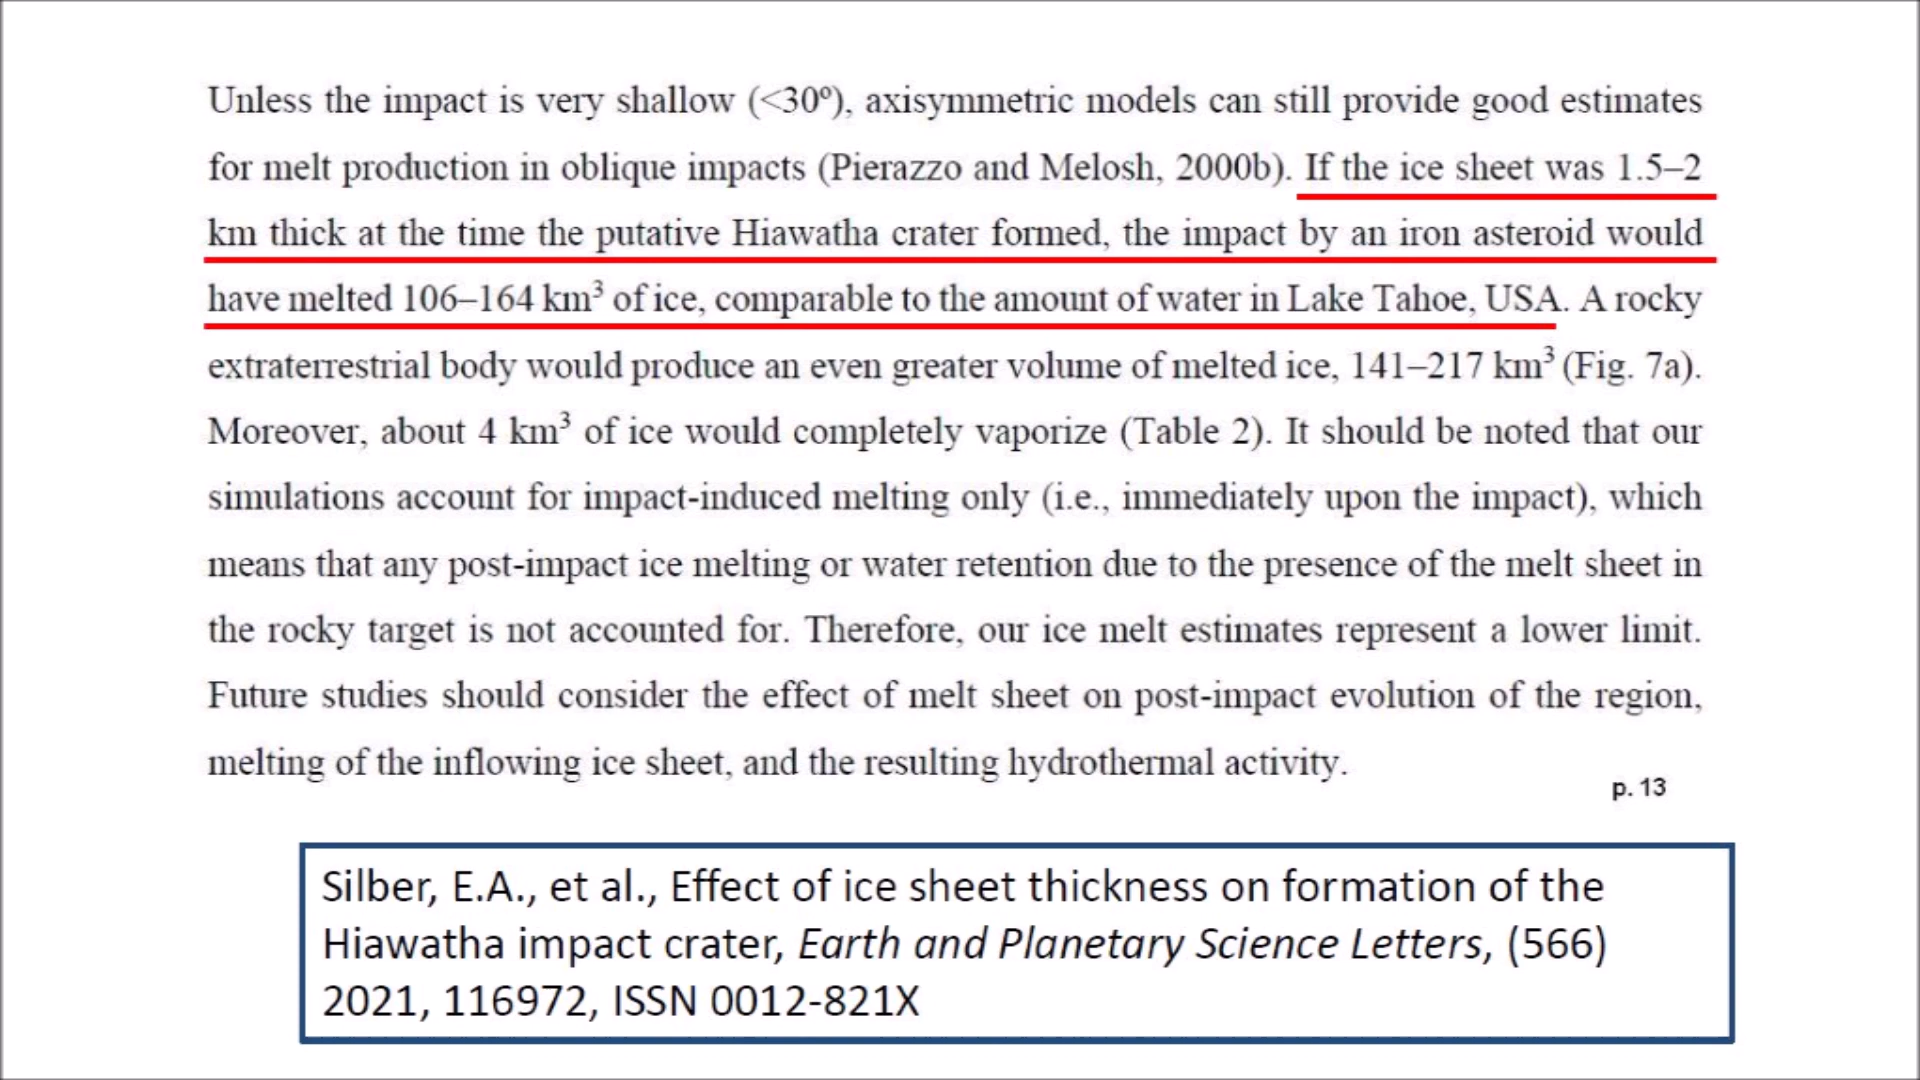 Unless the impact is very shallow (<30º), axisymmetric models can still provide good estimates
for melt production in oblique impacts (Pierazzo and Melosh, 2000b). If the ice sheet was 1.5–2
km thick at the time the putative Hiawatha crater formed, the impact by an iron asteroid would
have melted 106–164 km³ of ice, comparable to the amount of water in Lake Tahoe, USA. A rocky
extraterrestrial body would produce an even greater volume of melted ice, 141–217 km³ (Fig. 7a).
Moreover, about 4 km³ of ice would completely vaporize (Table 2). It should be noted that our
simulations account for impact-induced melting only (i.e., immediately upon the impact), which
means that any post-impact ice melting or water retention due to the presence of the melt sheet in
the rocky target is not accounted for. Therefore, our ice melt estimates represent a lower limit.
Future studies should consider the effect of melt sheet on post-impact evolution of the region,
melting of the inflowing ice sheet, and the resulting hydrothermal activity.
p. 13
Silber, E.A., et al., Effect of ice sheet thickness on formation of the
Hiawatha impact crater, Earth and Planetary Science Letters, (566)
2021, 116972, ISSN 0012-821X